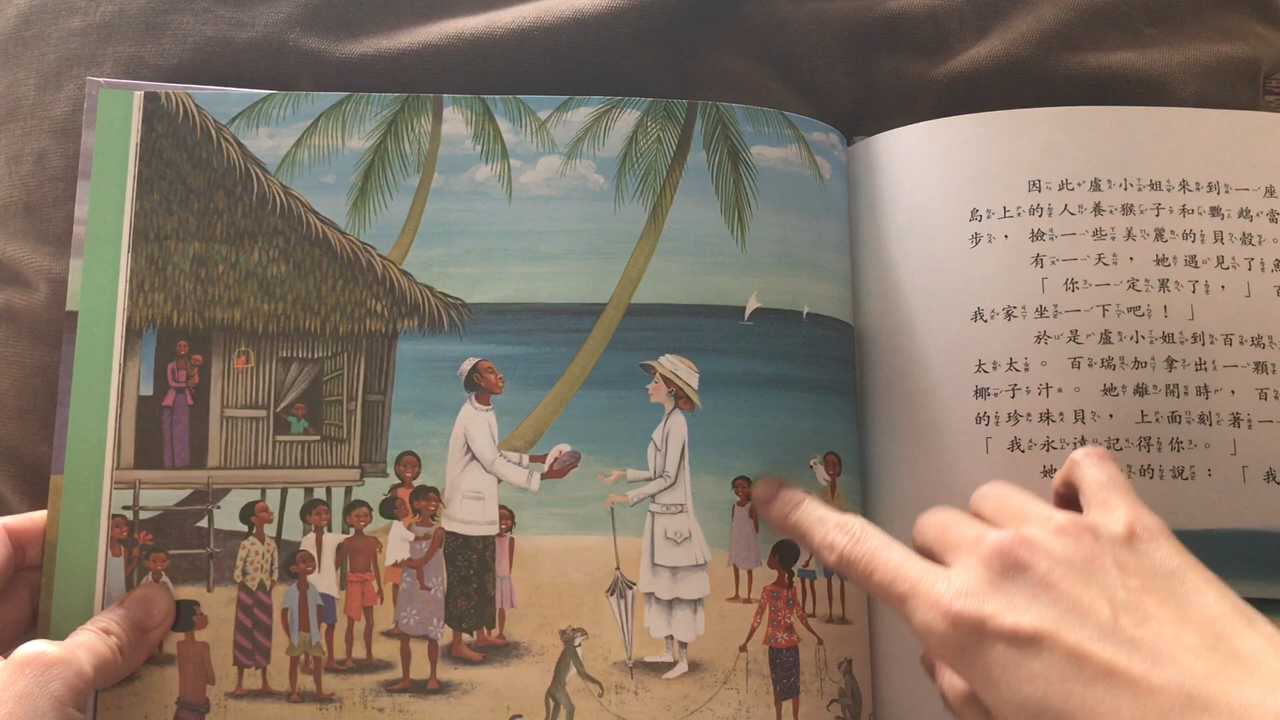 因此盧小姐來到一座
島上的人養猴子和鸚鵡當
步，撿一些美麗的貝殼。
有一天，她遇見了
「你一定累了，」
我家坐一下吧！」
於是盧小姐到百瑞
太太。百瑞加拿出一顆
椰子汁。她離開時，百
的珍珠貝，上面刻著一
「我永遠記得你。」
她的說：「我